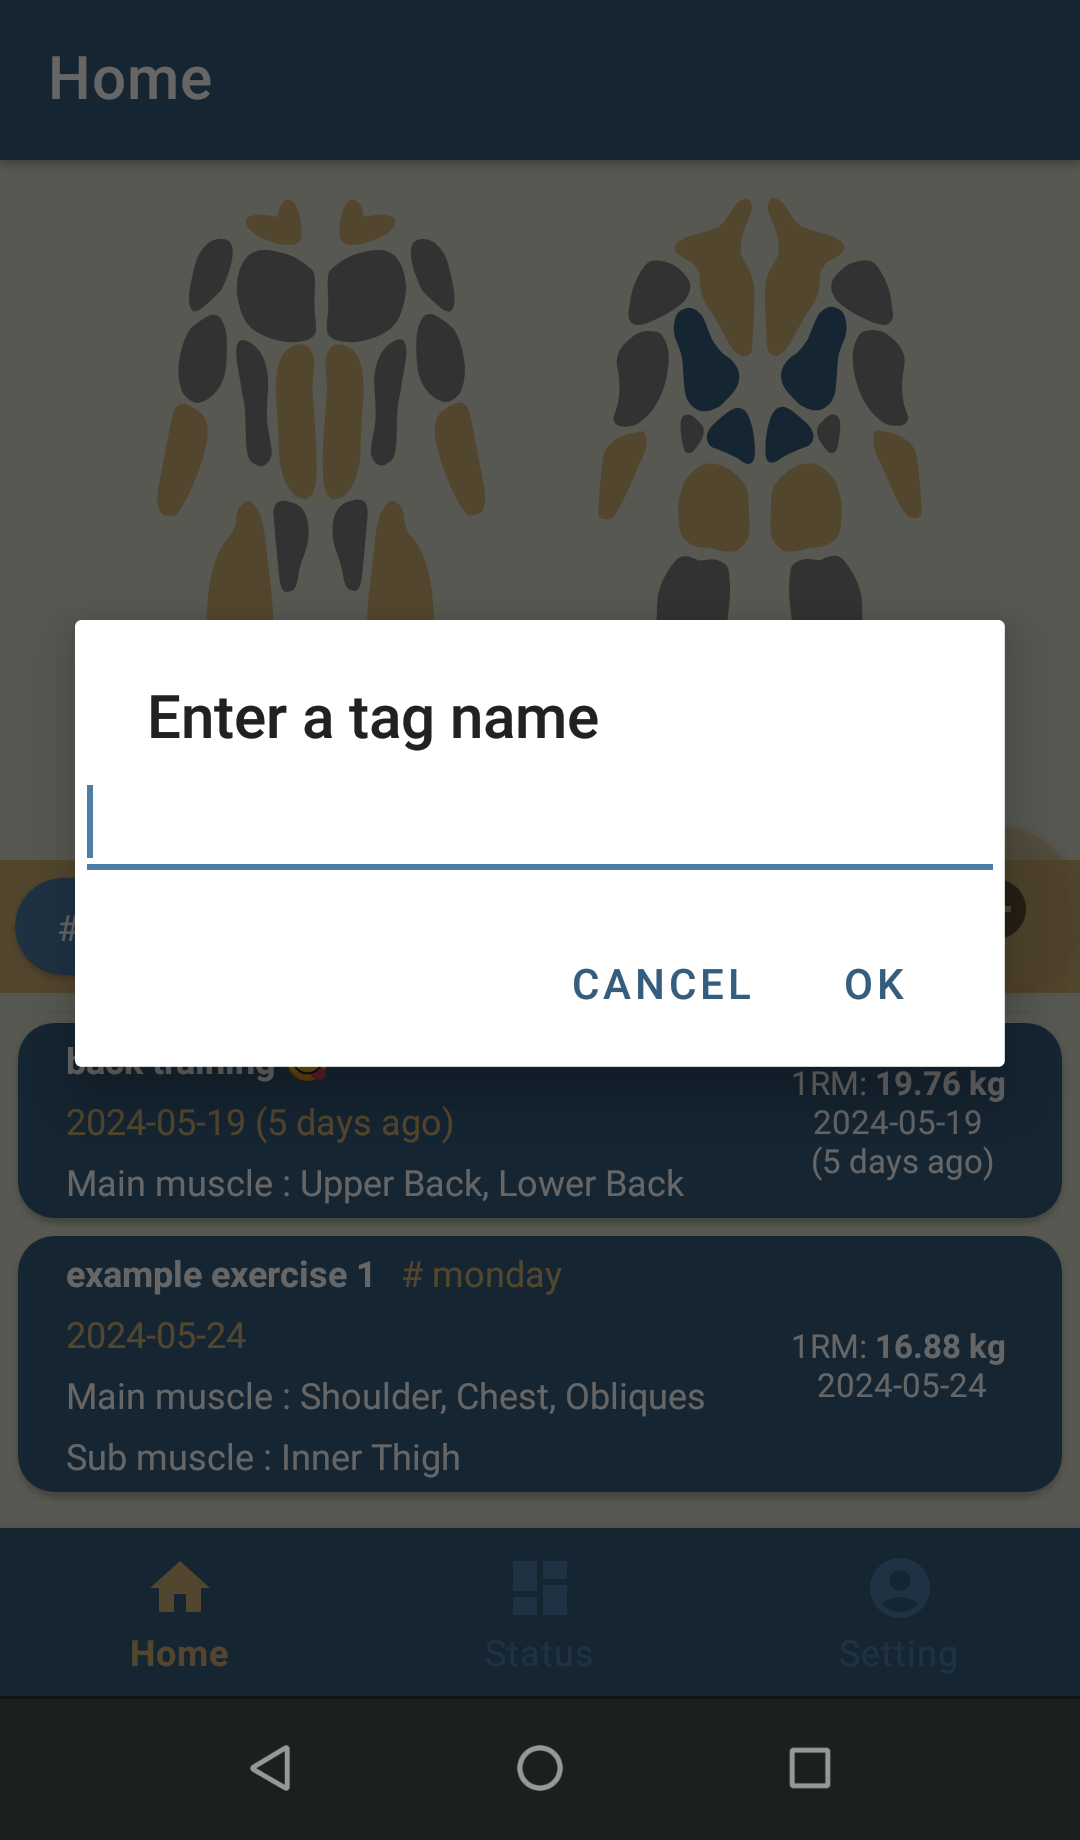 Home
Enter a tag name
CANCEL OK
#
back training 😋
1RM: 19.76 kg
2024-05-19 (5 days ago)
2024-05-19
(5 days ago)
Main muscle : Upper Back, Lower Back
example exercise 1 # monday
2024-05-24
1RM: 16.88 kg
2024-05-24
Main muscle : Shoulder, Chest, Obliques
Sub muscle : Inner Thigh
Home Status Setting